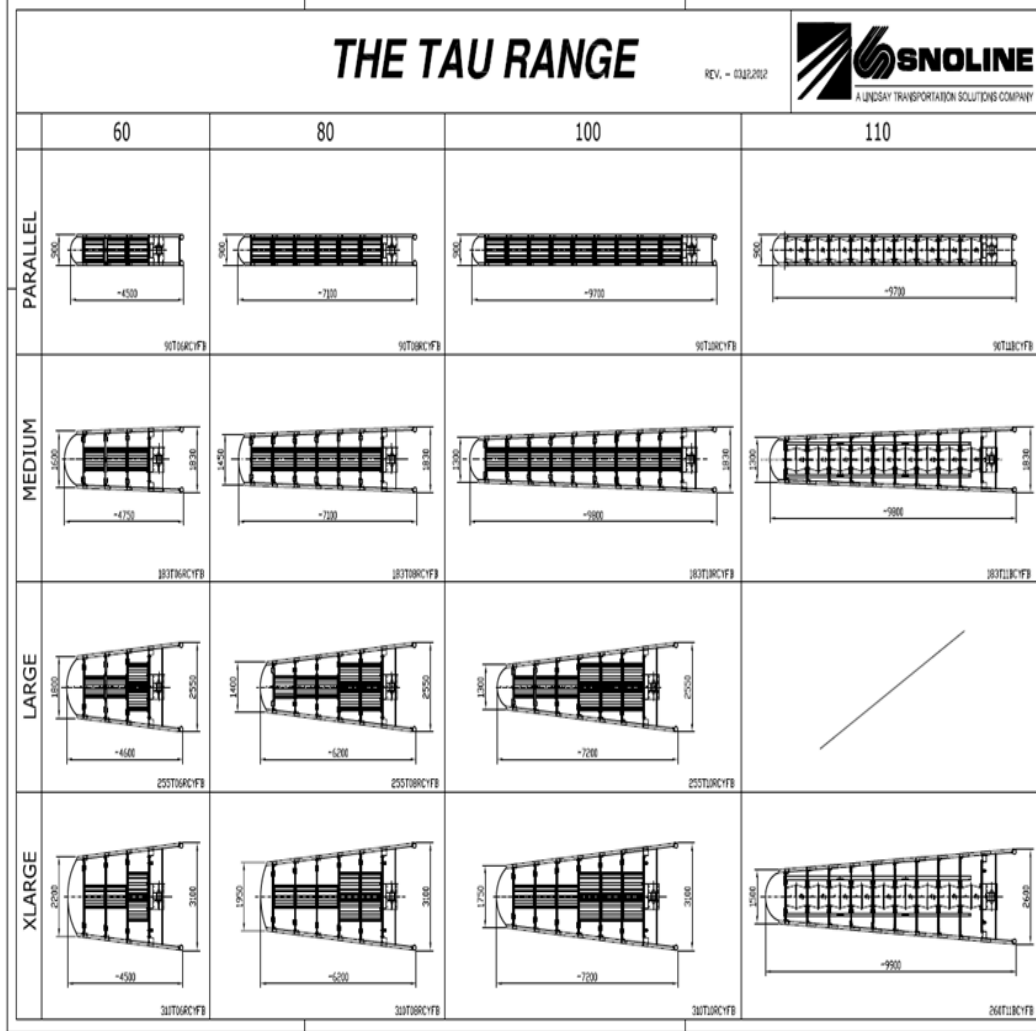 THE TAU RANGE
REV. - 03.12.2012
SNOLINE
A LINDSAY TRANSPORTATION SOLUTIONS COMPANY
60 80 100 110
PARALLEL
900 900 900 900
~4500 ~7100 ~9700 ~9700
90T06RCYFB 90T08RCYFB 90T10RCYFB 90T11BCYFB
MEDIUM
1600 1830 1450 1830 1300 1830 1300 1830
~4750 ~7100 ~9800 ~9800
183T06RCYFB 183T08RCYFB 183T10RCYFB 183T11BCYFB
LARGE
1800 2550 1400 2550 1300 2550
~4600 ~6200 ~7200
255T06RCYFB 255T08RCYFB 255T10RCYFB
XLARGE
2200 3100 1950 3100 1750 3100 1500 2600
~4500 ~6200 ~7200 ~9900
310T06RCYFB 310T08RCYFB 310T10RCYFB 260T11BCYFB